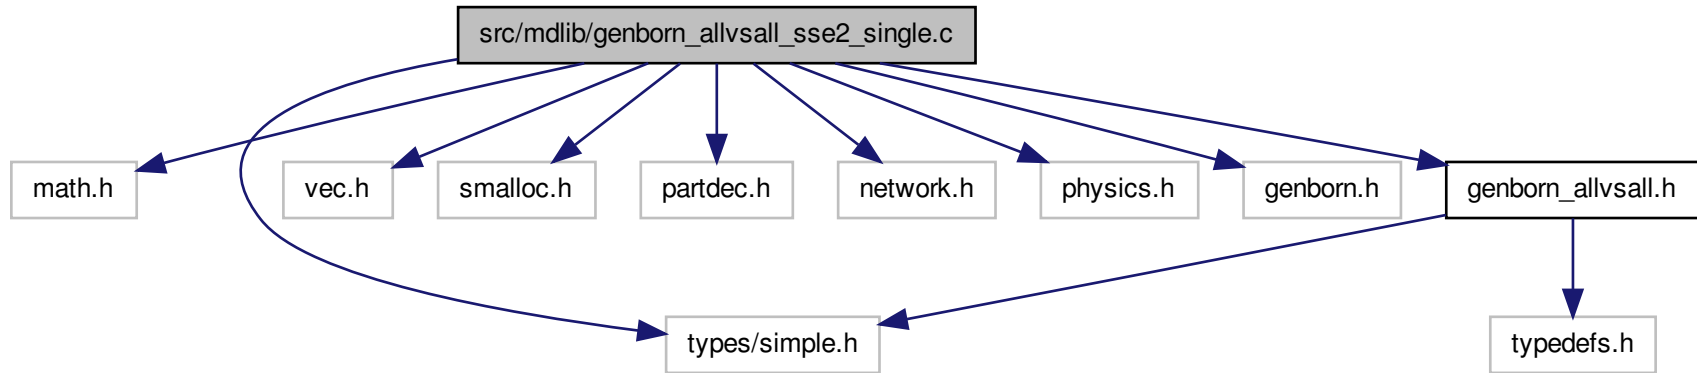 src/mdlib/genborn_allvsall_sse2_single.c
math.h
vec.h
smalloc.h
partdec.h
network.h
physics.h
genborn.h
genborn_allvsall.h
types/simple.h
typedefs.h